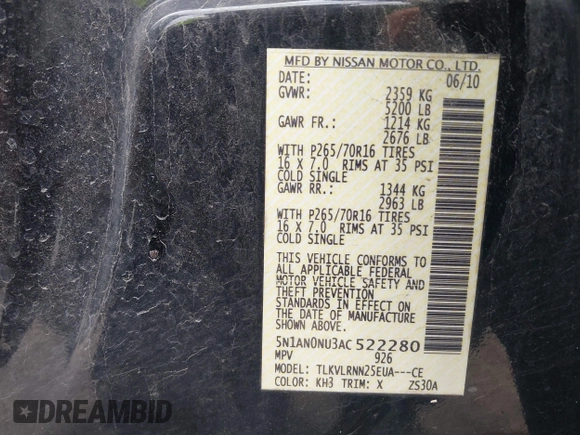 MFD BY NISSAN MOTOR CO., LTD.
DATE: 06/10
GVWR: 2359 KG
5200 LB
GAWR FR.: 1214 KG
2676 LB
WITH P265/70R16 TIRES
16 X 7.0 RIMS AT 35 PSI
COLD SINGLE
GAWR RR.: 1344 KG
2963 LB
WITH P265/70R16 TIRES
16 X 7.0 RIMS AT 35 PSI
COLD SINGLE
THIS VEHICLE CONFORMS TO
ALL APPLICABLE FEDERAL
MOTOR VEHICLE SAFETY AND
THEFT PREVENTION
STANDARDS IN EFFECT ON
THE DATE OF MANUFACTURE
SHOWN ABOVE.
5N1AN0NU3AC522280
MPV 926
MODEL: TLKVLRNN25EUA---CE
COLOR: KH3 TRIM: X ZS30A
DREAMBID